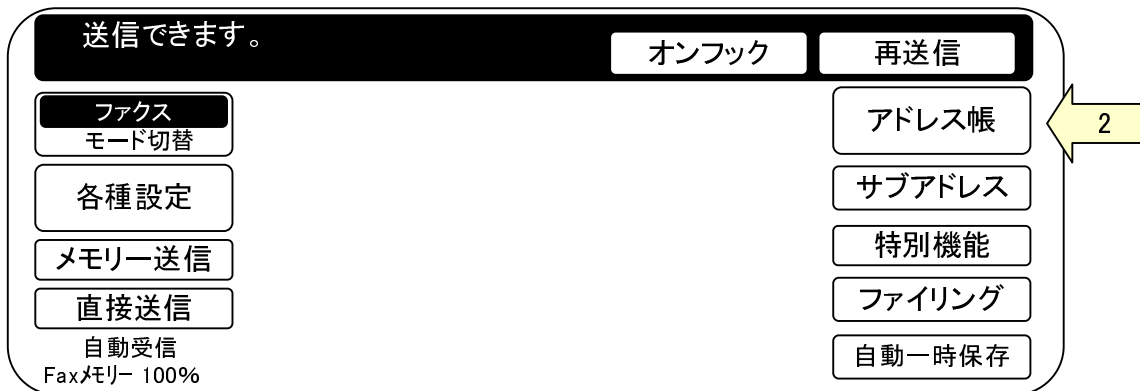 送信できます。
オンフック
再送信
ファクス
モード切替
アドレス帳
2
各種設定
サブアドレス
メモリー送信
特別機能
直接送信
ファイリング
自動受信
Faxﾒﾓﾘｰ 100%
自動一時保存